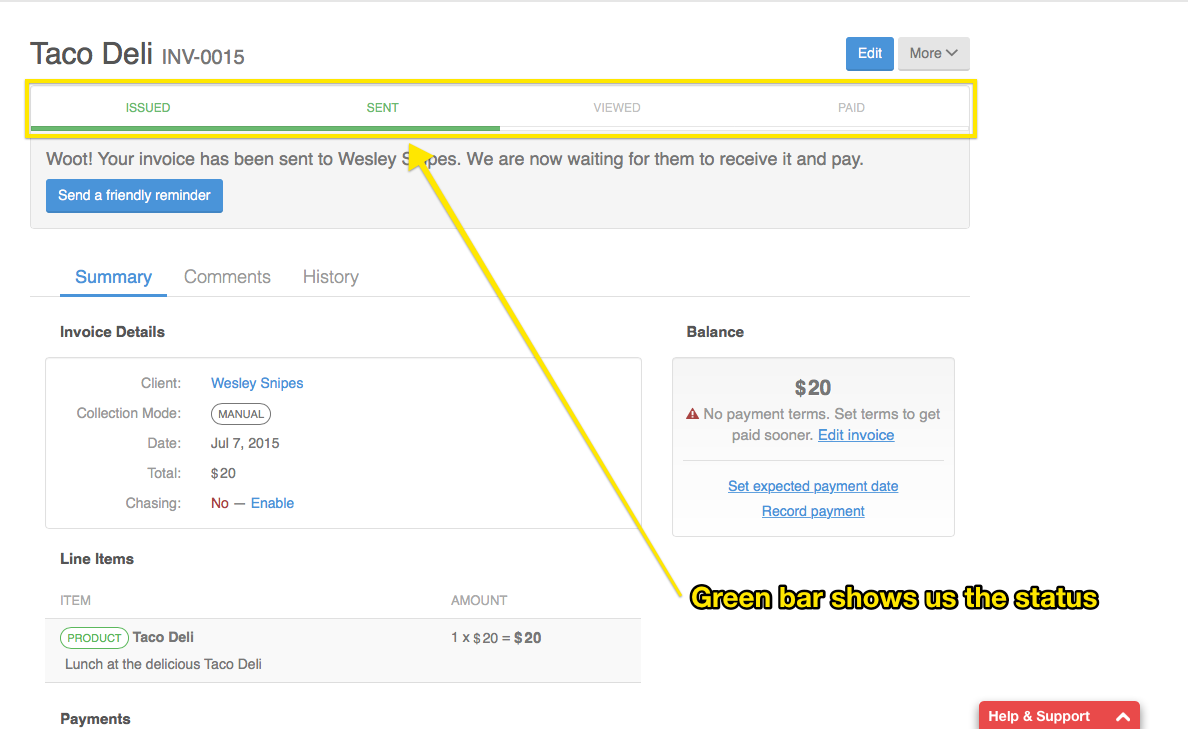 Taco Deli INV-0015
Edit
More
ISSUED
SENT
VIEWED
PAID
Woot! Your invoice has been sent to Wesley Snipes. We are now waiting for them to receive it and pay.
Send a friendly reminder
Summary
Comments
History
Invoice Details
Client: Wesley Snipes
Collection Mode: MANUAL
Date: Jul 7, 2015
Total: $20
Chasing: No — Enable
Balance
$20
No payment terms. Set terms to get
paid sooner. Edit invoice
Set expected payment date
Record payment
Green bar shows us the status
Line Items
ITEM
AMOUNT
PRODUCT Taco Deli
1 x $20 = $20
Lunch at the delicious Taco Deli
Payments
Help & Support